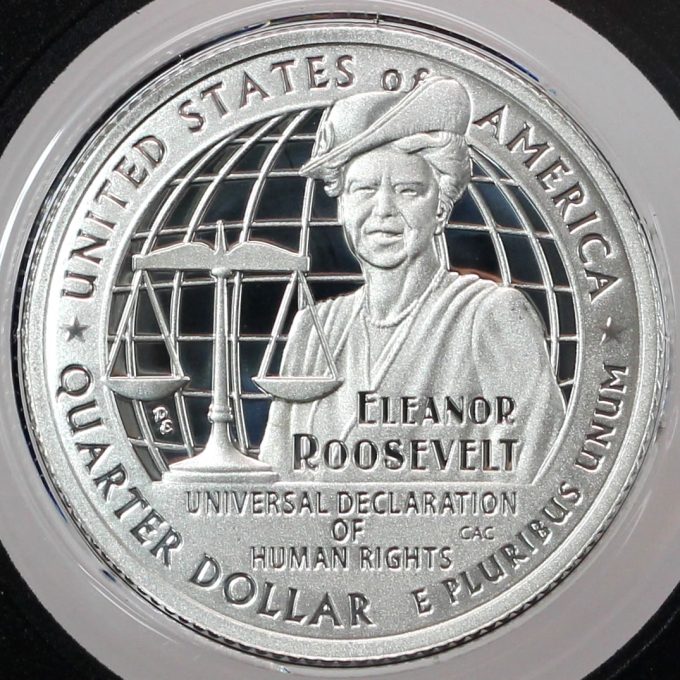 UNITED STATES of AMERICA
ELEANOR
ROOSEVELT
UNIVERSAL DECLARATION
OF
HUMAN RIGHTS
CAC
QUARTER DOLLAR
E PLURIBUS UNUM